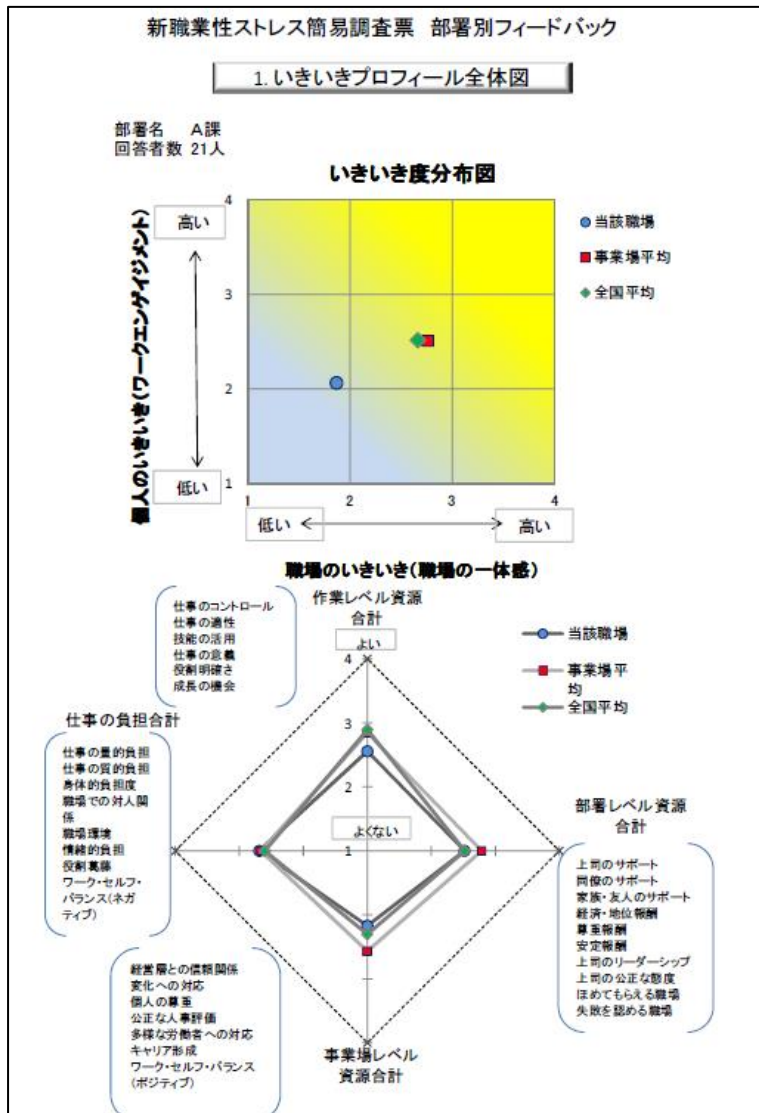 新職業性ストレス簡易調査票 部署別フィードバック
1.いきいきプロフィール全体図
部署名 A課
回答者数 21人
いきいき度分布図
個人のいきいき(ワークエンゲイジメント)
高い
低い
4
3
2
1
1 2 3 4
低い
高い
職場のいきいき(職場の一体感)
当該職場
事業場平均
全国平均
仕事のコントロール
仕事の適性
技能の活用
仕事の意義
役割明確さ
成長の機会
作業レベル資源
合計
よい
4
3
2
1
よくない
当該職場
事業場平
均
全国平均
仕事の負担合計
仕事の量的負担
仕事の質的負担
身体的負担度
職場での対人関
係
職場環境
情緒的負担
役割葛藤
ワーク・セルフ・
バランス(ネガ
ティブ)
部署レベル資源
合計
上司のサポート
同僚のサポート
家族・友人のサポート
経済・地位報酬
尊重報酬
安定報酬
上司のリーダーシップ
上司の公正な態度
ほめてもらえる職場
失敗を認める職場
経営層との信頼関係
変化への対応
個人の尊重
公正な人事評価
多様な労働者への対応
キャリア形成
ワーク・セルフ・バランス
(ポジティブ)
事業場レベル
資源合計